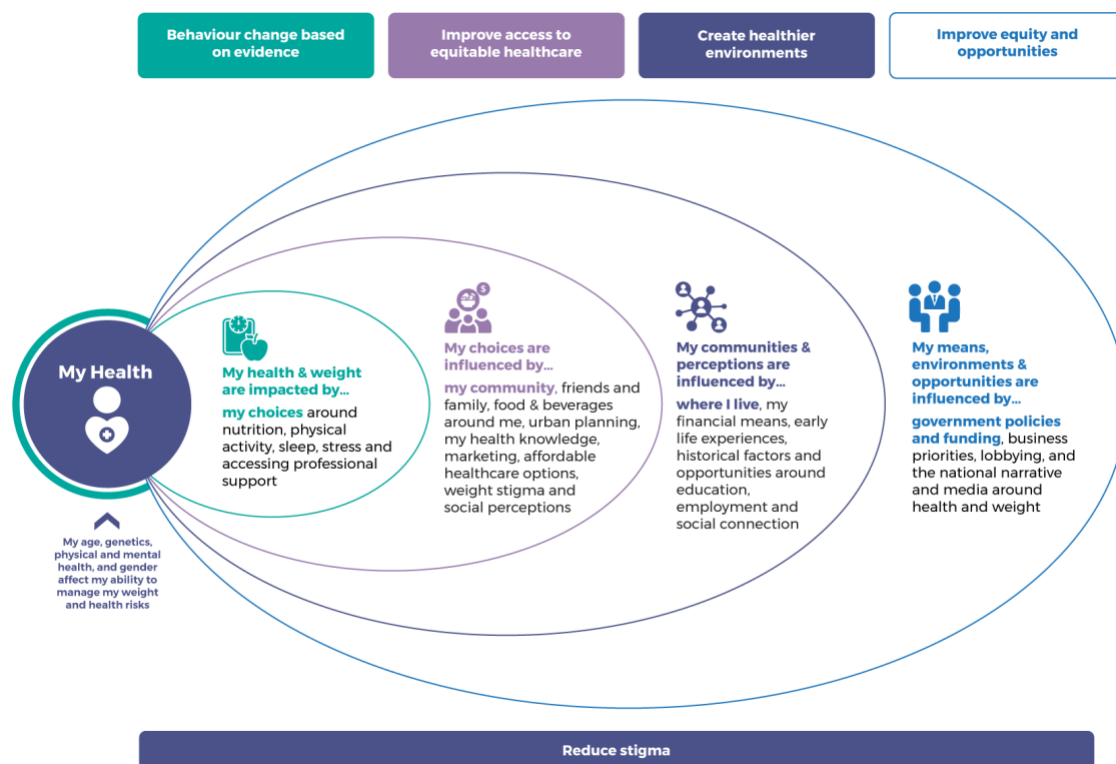 Behaviour change based
on evidence
Improve access to
equitable healthcare
Create healthier
environments
Improve equity and
opportunities
My Health
My age, genetics,
physical and mental
health, and gender
affect my ability to
manage my weight
and health risks
My health & weight
are impacted by...
my choices around
nutrition, physical
activity, sleep, stress and
accessing professional
support
$
My choices are
influenced by...
my community, friends and
family, food & beverages
around me, urban planning,
my health knowledge,
marketing, affordable
healthcare options,
weight stigma and
social perceptions
My communities &
perceptions are
influenced by...
where I live, my
financial means, early
life experiences,
historical factors and
opportunities around
education,
employment and
social connection
My means,
environments &
opportunities are
influenced by...
government policies
and funding, business
priorities, lobbying, and
the national narrative
and media around
health and weight
Reduce stigma